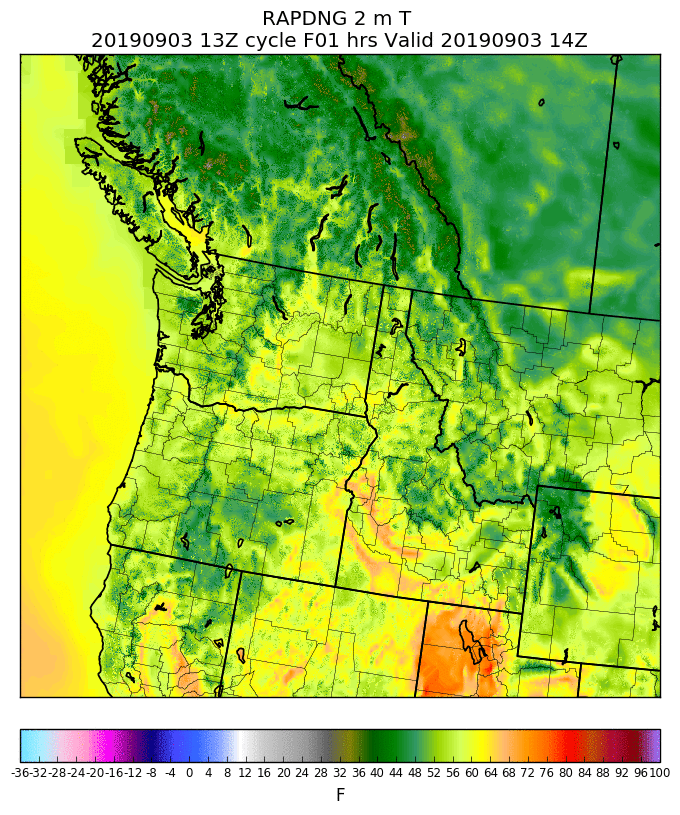 RAPDNG 2 m T
20190903 13Z cycle F01 hrs Valid 20190903 14Z
-36-32-28-24-20-16-12 -8 -4 0 4 8 12 16 20 24 28 32 36 40 44 48 52 56 60 64 68 72 76 80 84 88 92 96 100
F